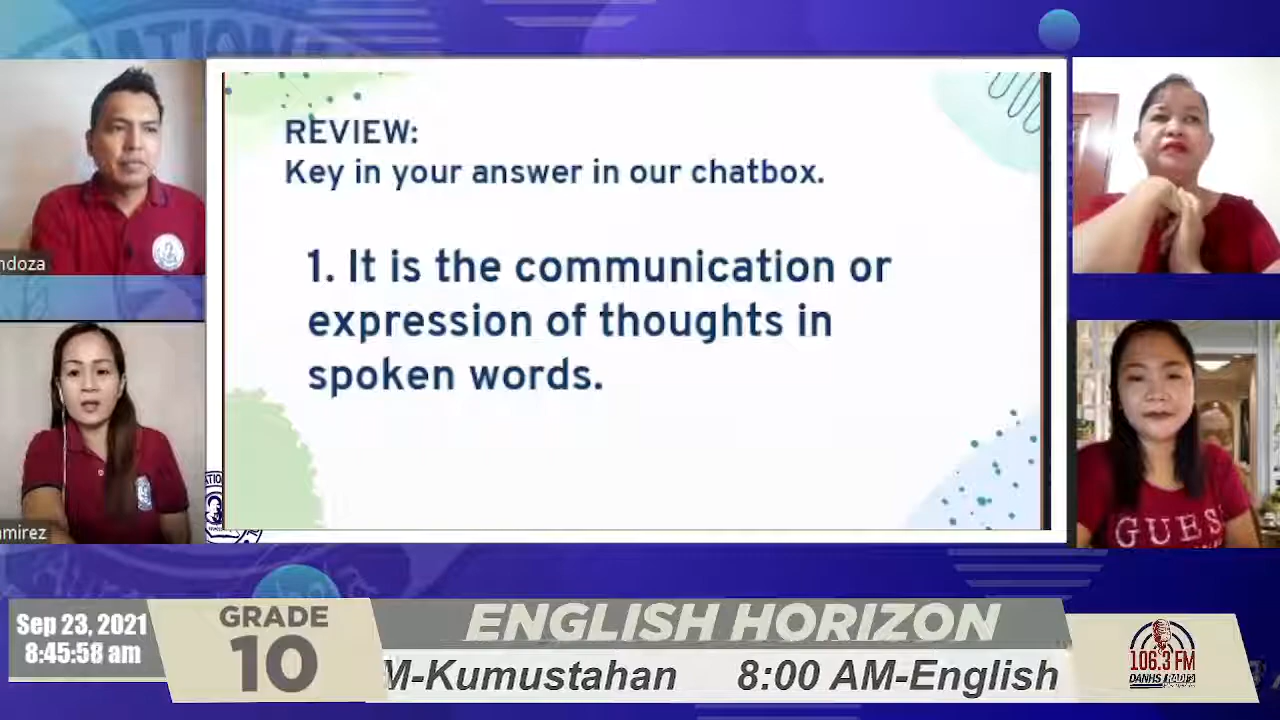 NATION
REVIEW:
Key in your answer in our chatbox.
1. It is the communication or
expression of thoughts in
spoken words.
ndoza
mirez
GUES
Sep 23, 2021
8:45:58 am
GRADE
10
ENGLISH HORIZON
M-Kumustahan 8:00 AM-English
106.3 FM